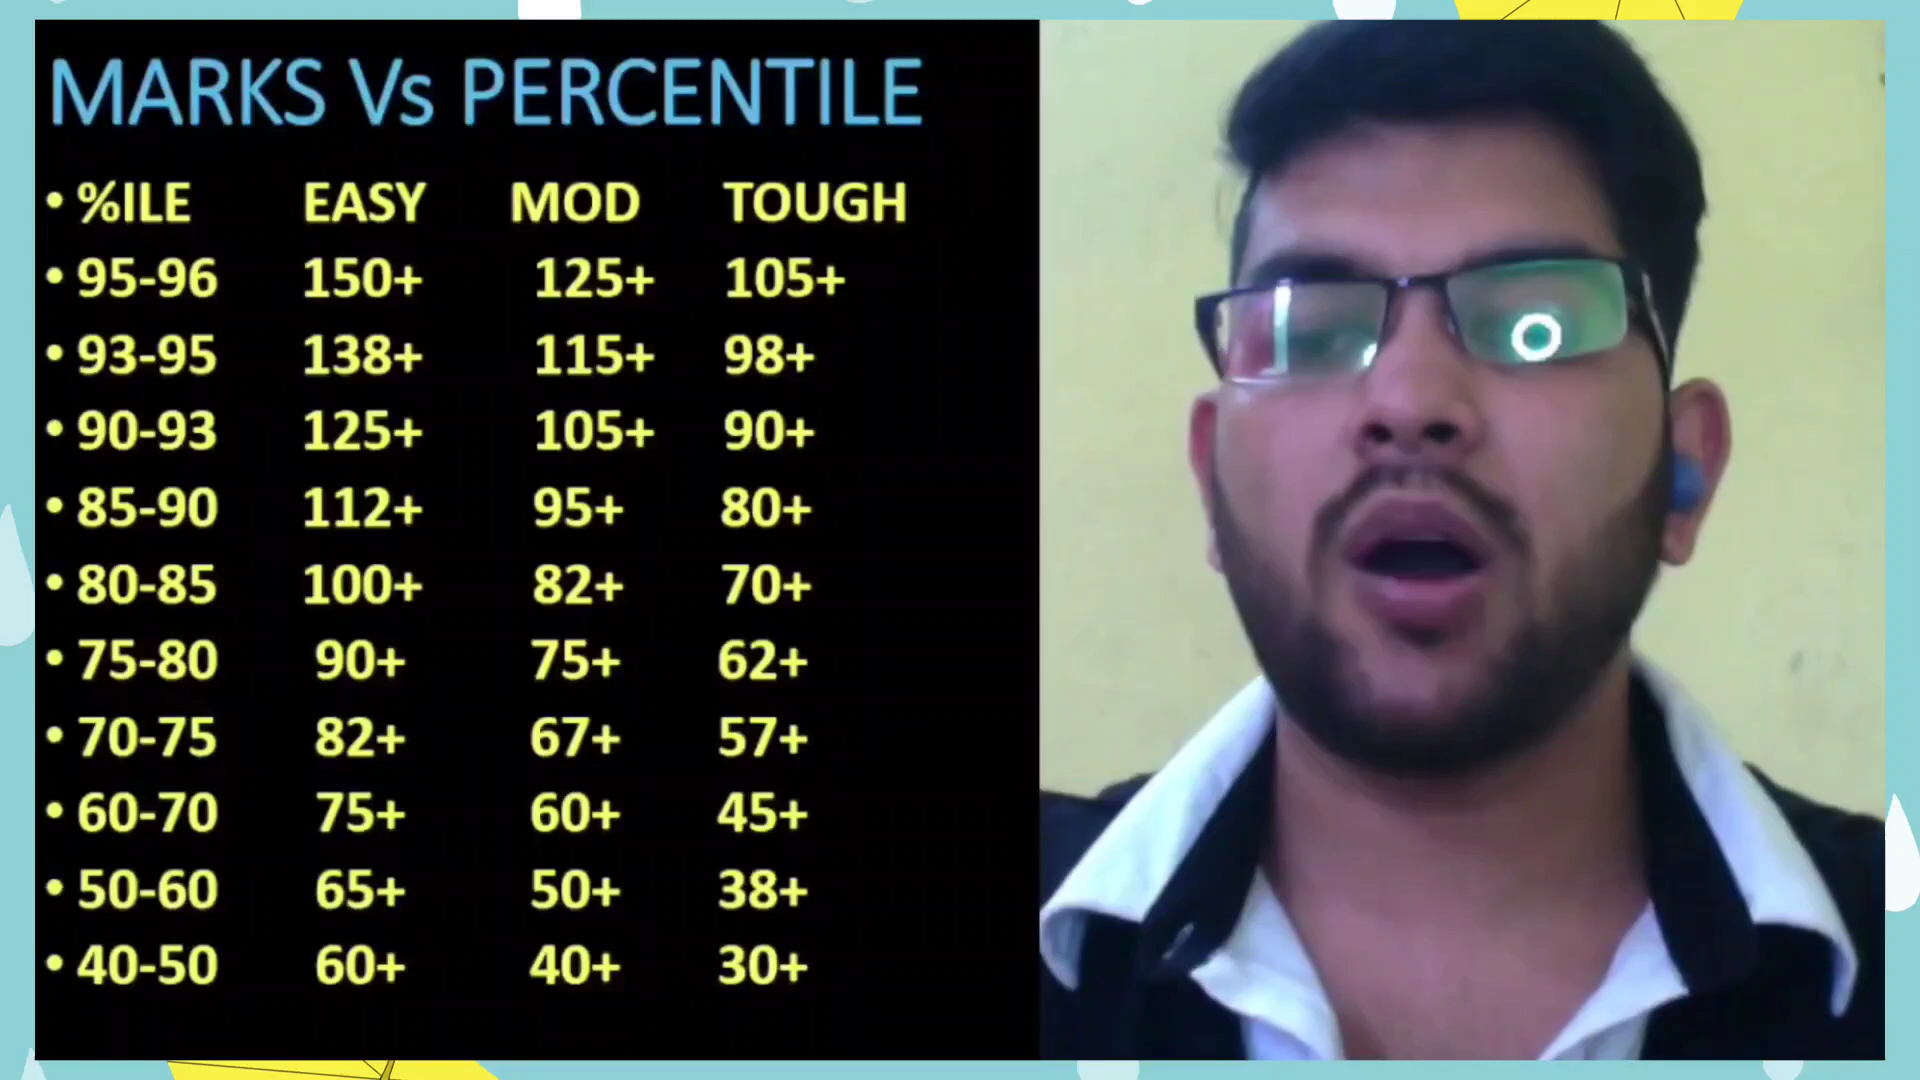 MARKS Vs PERCENTILE
• %ILE EASY MOD TOUGH
• 95-96 150+ 125+ 105+
• 93-95 138+ 115+ 98+
• 90-93 125+ 105+ 90+
• 85-90 112+ 95+ 80+
• 80-85 100+ 82+ 70+
• 75-80 90+ 75+ 62+
• 70-75 82+ 67+ 57+
• 60-70 75+ 60+ 45+
• 50-60 65+ 50+ 38+
• 40-50 60+ 40+ 30+